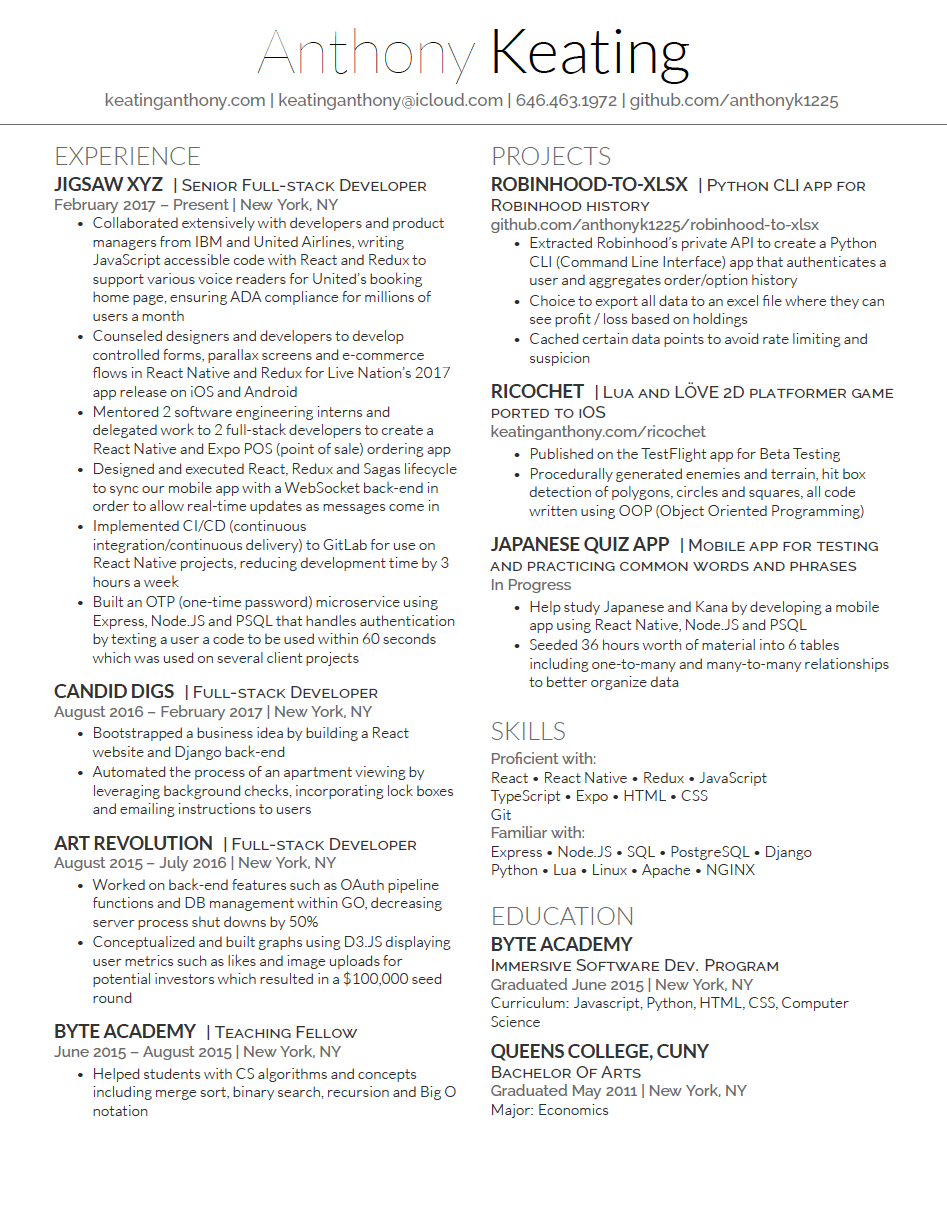 Anthony Keating
keatinganthony.com | keatinganthony@icloud.com | 646.463.1972 | github.com/anthonyk1225
EXPERIENCE
JIGSAW XYZ | Senior Full-stack Developer
February 2017 – Present | New York, NY
• Collaborated extensively with developers and product
managers from IBM and United Airlines, writing
JavaScript accessible code with React and Redux to
support various voice readers for United's booking
home page, ensuring ADA compliance for millions of
users a month
• Counseled designers and developers to develop
controlled forms, parallax screens and e-commerce
flows in React Native and Redux for Live Nation's 2017
app release on iOS and Android
• Mentored 2 software engineering interns and
delegated work to 2 full-stack developers to create a
React Native and Expo POS (point of sale) ordering app
• Designed and executed React, Redux and Sagas lifecycle
to sync our mobile app with a WebSocket back-end in
order to allow real-time updates as messages come in
• Implemented CI/CD (continuous
integration/continuous delivery) to GitLab for use on
React Native projects, reducing development time by 3
hours a week
• Built an OTP (one-time password) microservice using
Express, Node.JS and PSQL that handles authentication
by texting a user a code to be used within 60 seconds
which was used on several client projects
CANDID DIGS | Full-stack Developer
August 2016 – February 2017 | New York, NY
• Bootstrapped a business idea by building a React
website and Django back-end
• Automated the process of an apartment viewing by
leveraging background checks, incorporating lock boxes
and emailing instructions to users
ART REVOLUTION | Full-stack Developer
August 2015 – July 2016 | New York, NY
• Worked on back-end features such as OAuth pipeline
functions and DB management within GO, decreasing
server process shut downs by 50%
• Conceptualized and built graphs using D3.JS displaying
user metrics such as likes and image uploads for
potential investors which resulted in a $100,000 seed
round
BYTE ACADEMY | Teaching Fellow
June 2015 – August 2015 | New York, NY
• Helped students with CS algorithms and concepts
including merge sort, binary search, recursion and Big O
notation
PROJECTS
ROBINHOOD-TO-XLSX | Python CLI app for
Robinhood history
github.com/anthonyk1225/robinhood-to-xlsx
• Extracted Robinhood's private API to create a Python
CLI (Command Line Interface) app that authenticates a
user and aggregates order/option history
• Choice to export all data to an excel file where they can
see profit / loss based on holdings
• Cached certain data points to avoid rate limiting and
suspicion
RICOCHET | Lua and LÖVE 2D platformer game
ported to iOS
keatinganthony.com/ricochet
• Published on the TestFlight app for Beta Testing
• Procedurally generated enemies and terrain, hit box
detection of polygons, circles and squares, all code
written using OOP (Object Oriented Programming)
JAPANESE QUIZ APP | Mobile app for testing
and practicing common words and phrases
In Progress
• Help study Japanese and Kana by developing a mobile
app using React Native, Node.JS and PSQL
• Seeded 36 hours worth of material into 6 tables
including one-to-many and many-to-many relationships
to better organize data
SKILLS
Proficient with:
React • React Native • Redux • JavaScript
TypeScript • Expo • HTML • CSS
Git
Familiar with:
Express • Node.JS • SQL • PostgreSQL • Django
Python • Lua • Linux • Apache • NGINX
EDUCATION
BYTE ACADEMY
Immersive Software Dev. Program
Graduated June 2015 | New York, NY
Curriculum: Javascript, Python, HTML, CSS, Computer
Science
QUEENS COLLEGE, CUNY
Bachelor Of Arts
Graduated May 2011 | New York, NY
Major: Economics